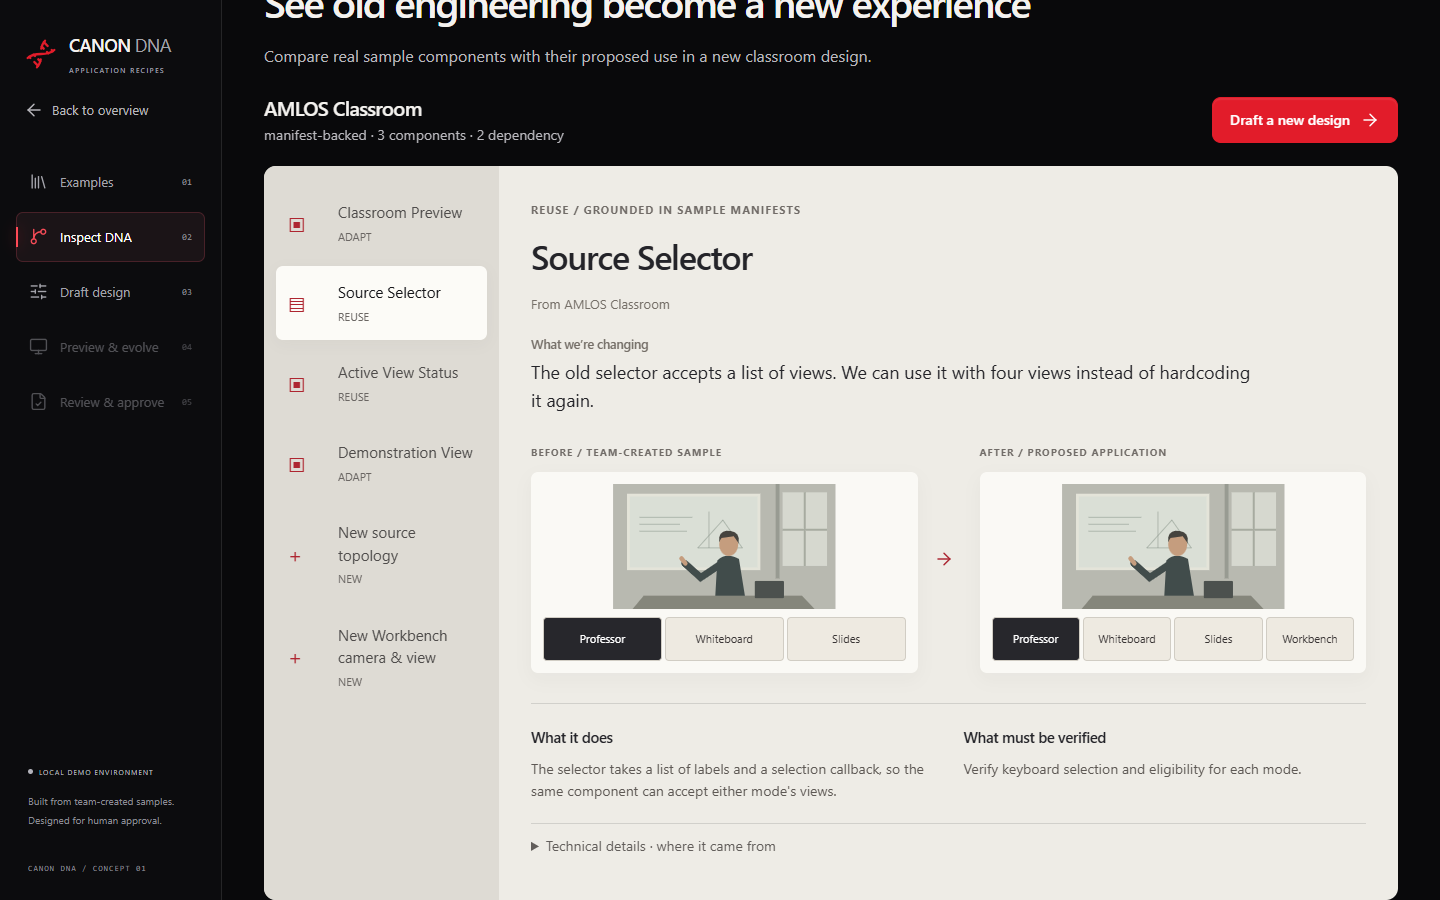 CANON DNA
APPLICATION RECIPES
Back to overview
Examples 01
Inspect DNA 02
Draft design 03
Preview & evolve 04
Review & approve 05
LOCAL DEMO ENVIRONMENT
Built from team-created samples.
Designed for human approval.
CANON DNA / CONCEPT 01
See old engineering become a new experience
Compare real sample components with their proposed use in a new classroom design.
AMLOS Classroom
manifest-backed · 3 components · 2 dependency
Draft a new design
Classroom Preview
ADAPT
Source Selector
REUSE
Active View Status
REUSE
Demonstration View
ADAPT
New source
topology
NEW
New Workbench
camera & view
NEW
REUSE / GROUNDED IN SAMPLE MANIFESTS
Source Selector
From AMLOS Classroom
What we're changing
The old selector accepts a list of views. We can use it with four views instead of hardcoding
it again.
BEFORE / TEAM-CREATED SAMPLE
Professor Whiteboard Slides
AFTER / PROPOSED APPLICATION
Professor Whiteboard Slides Workbench
What it does
The selector takes a list of labels and a selection callback, so the
same component can accept either mode's views.
What must be verified
Verify keyboard selection and eligibility for each mode.
Technical details · where it came from